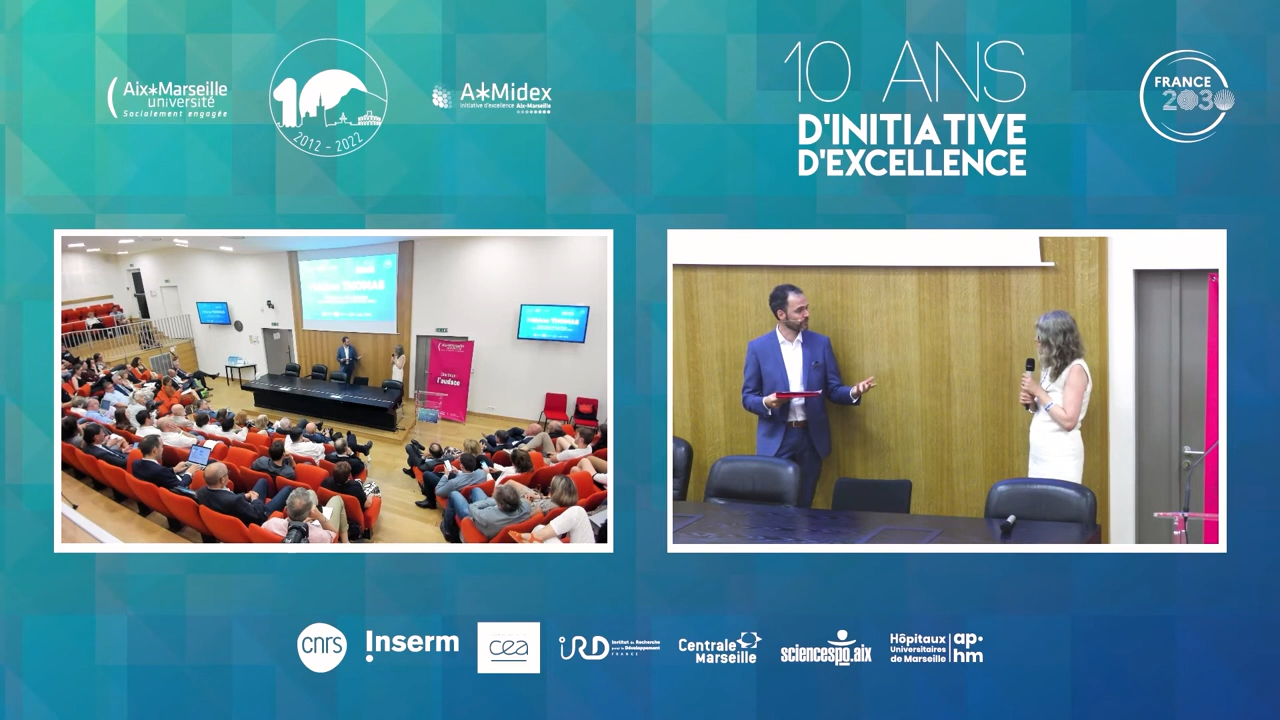 Aix*Marseille
université
Socialement engagée
10
2012 - 2022
A*Midex
Initiative d'excellence Aix-Marseille
10 ANS
D'INITIATIVE
D'EXCELLENCE
FRANCE
2030
THOMAS
l'audace
cnrs
Inserm
cea
IRD
Institut de Recherche
pour le Développement
FRANCE
Centrale
Marseille
sciencespo.aix
Hôpitaux
Universitaires
de Marseille
ap.
hm